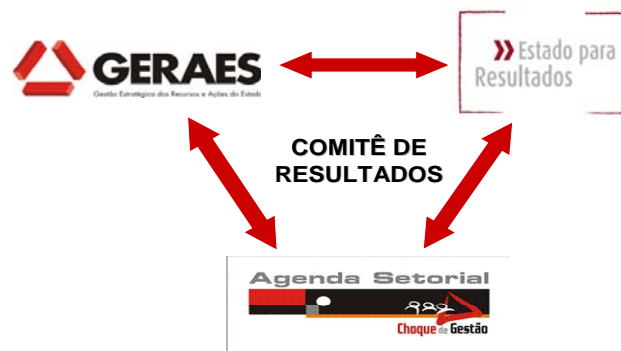 GERAES
Gestão Estratégica dos Recursos e Ações do Estado
Estado para
Resultados
COMITÊ DE
RESULTADOS
Agenda Setorial
Choque de Gestão